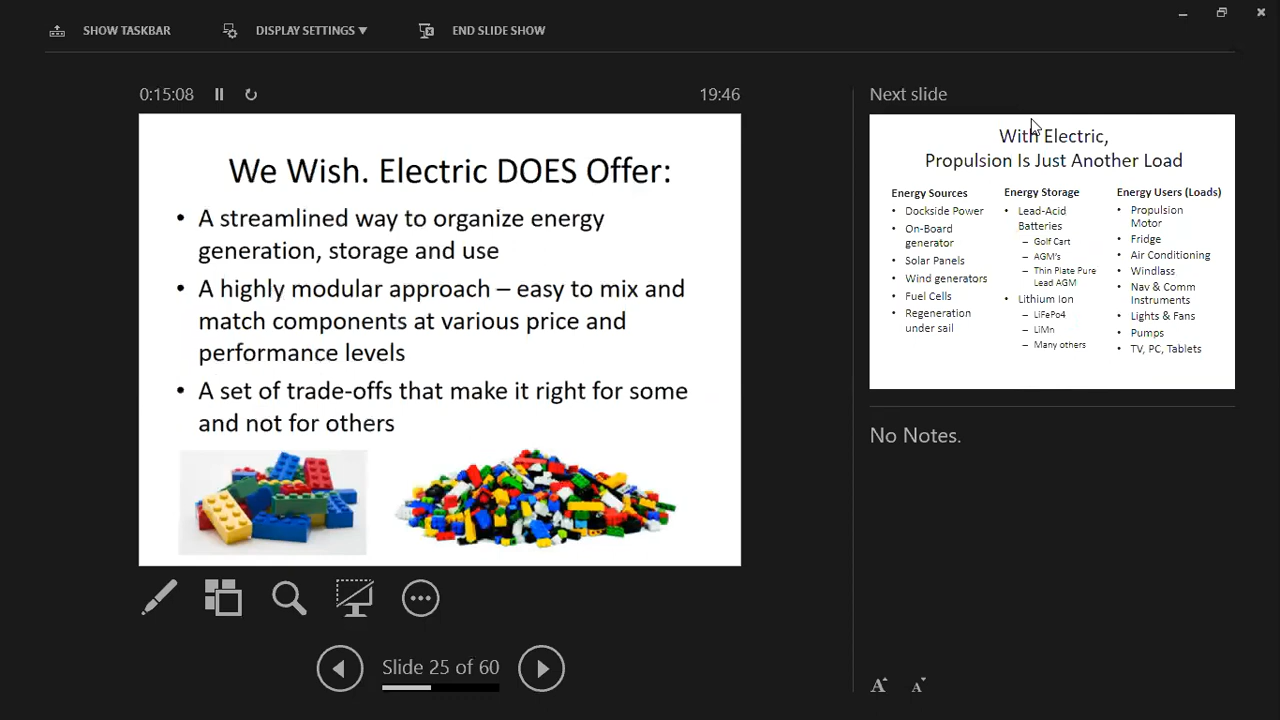 SHOW TASKBAR
DISPLAY SETTINGS ▼
END SLIDE SHOW
0:15:08
19:46
We Wish. Electric DOES Offer:
• A streamlined way to organize energy
generation, storage and use
• A highly modular approach – easy to mix and
match components at various price and
performance levels
• A set of trade-offs that make it right for some
and not for others
Slide 25 of 60
Next slide
With Electric,
Propulsion Is Just Another Load
Energy Sources
• Dockside Power
• On-Board
generator
• Solar Panels
• Wind generators
• Fuel Cells
• Regeneration
under sail
Energy Storage
• Lead-Acid
Batteries
– Golf Cart
– AGM's
– Thin Plate Pure
Lead AGM
• Lithium Ion
– LiFePo4
– LiMn
– Many others
Energy Users (Loads)
• Propulsion
Motor
• Fridge
• Air Conditioning
• Windlass
• Nav & Comm
Instruments
• Lights & Fans
• Pumps
• TV, PC, Tablets
No Notes.
A A